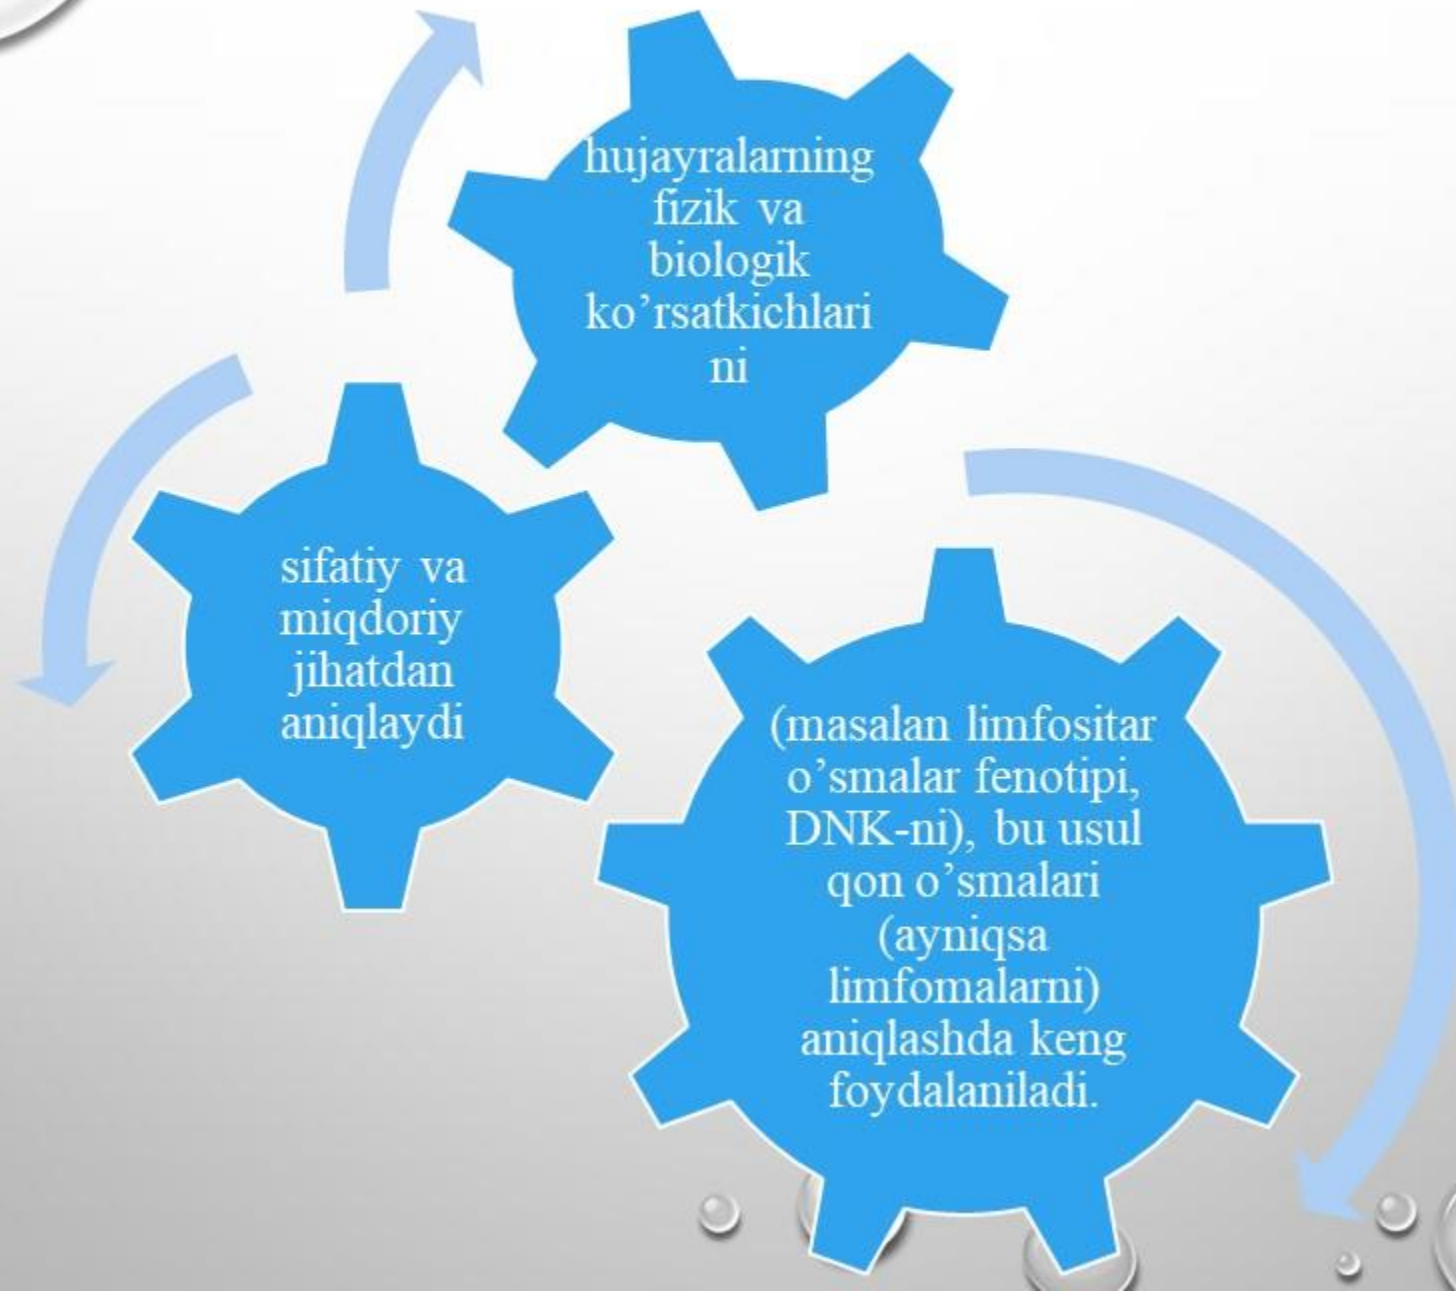 hujayralarning
fizik va
biologik
ko’rsatkichlari
ni
sifatiy va
miqdoriy
jihatdan
aniqlaydi
(masalan limfositar
o’smalar fenotipi,
DNK-ni), bu usul
qon o’smalari
(ayniqsa
limfomalarni)
aniqlashda keng
foydalaniladi.